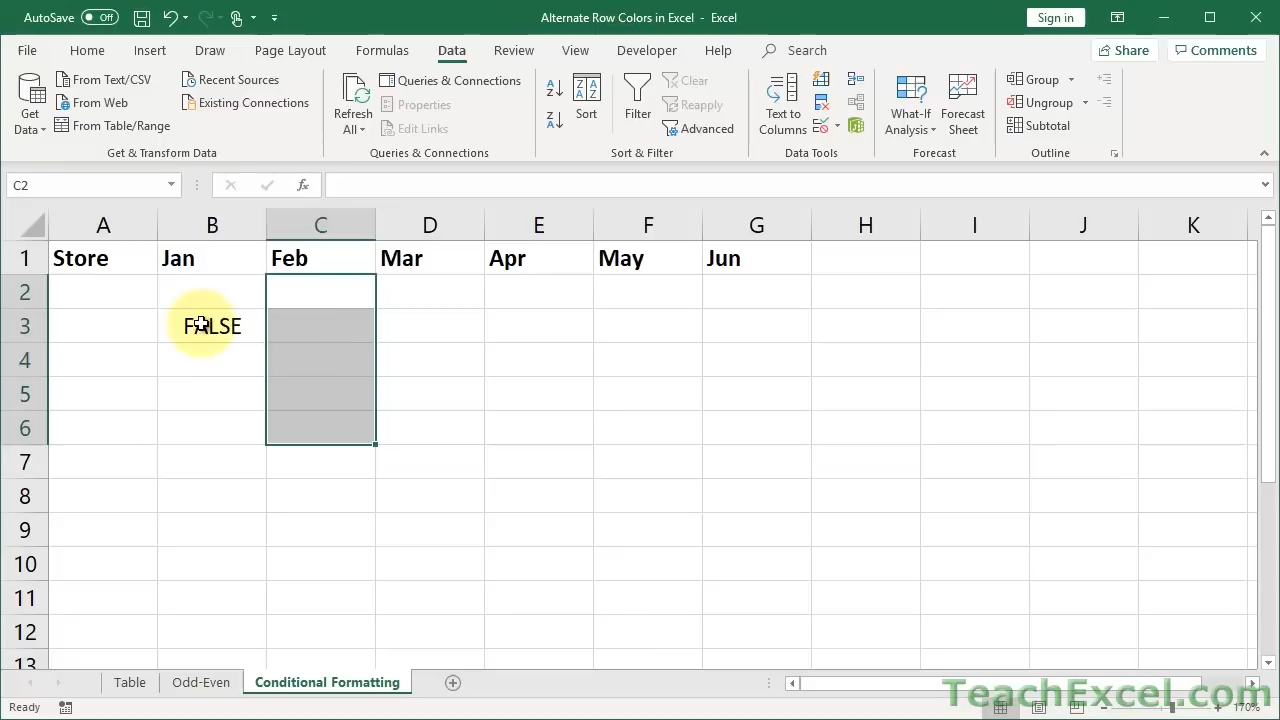 AutoSave Off Alternate Row Colors in Excel - Excel Sign in
File Home Insert Draw Page Layout Formulas Data Review View Developer Help Search Share Comments
Get Data
From Text/CSV
From Web
From Table/Range
Recent Sources
Existing Connections
Get & Transform Data
Refresh All
Queries & Connections
Properties
Edit Links
Queries & Connections
Sort
Filter
Clear
Reapply
Advanced
Sort & Filter
Text to Columns
Data Tools
What-If Analysis
Forecast Sheet
Forecast
Group
Ungroup
Subtotal
Outline
C2 fx
A B C D E F G H I J K
1 Store Jan Feb Mar Apr May Jun
2
3 FALSE
4
5
6
7
8
9
10
11
12
13
Table Odd-Even Conditional Formatting
Ready 170%
TeachExcel.com